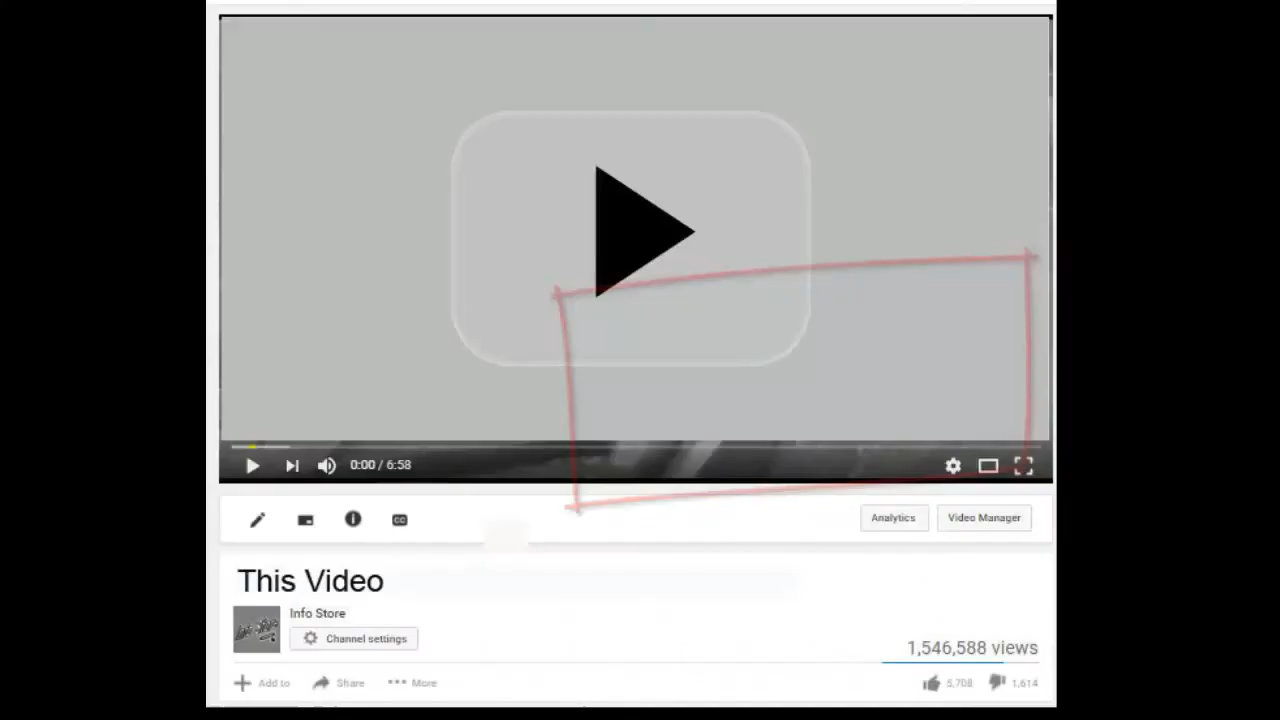 0:00 / 6:58
CC
Analytics
Video Manager
This Video
Info Store
Channel settings
1,546,588 views
Add to
Share
More
5,708
1,614